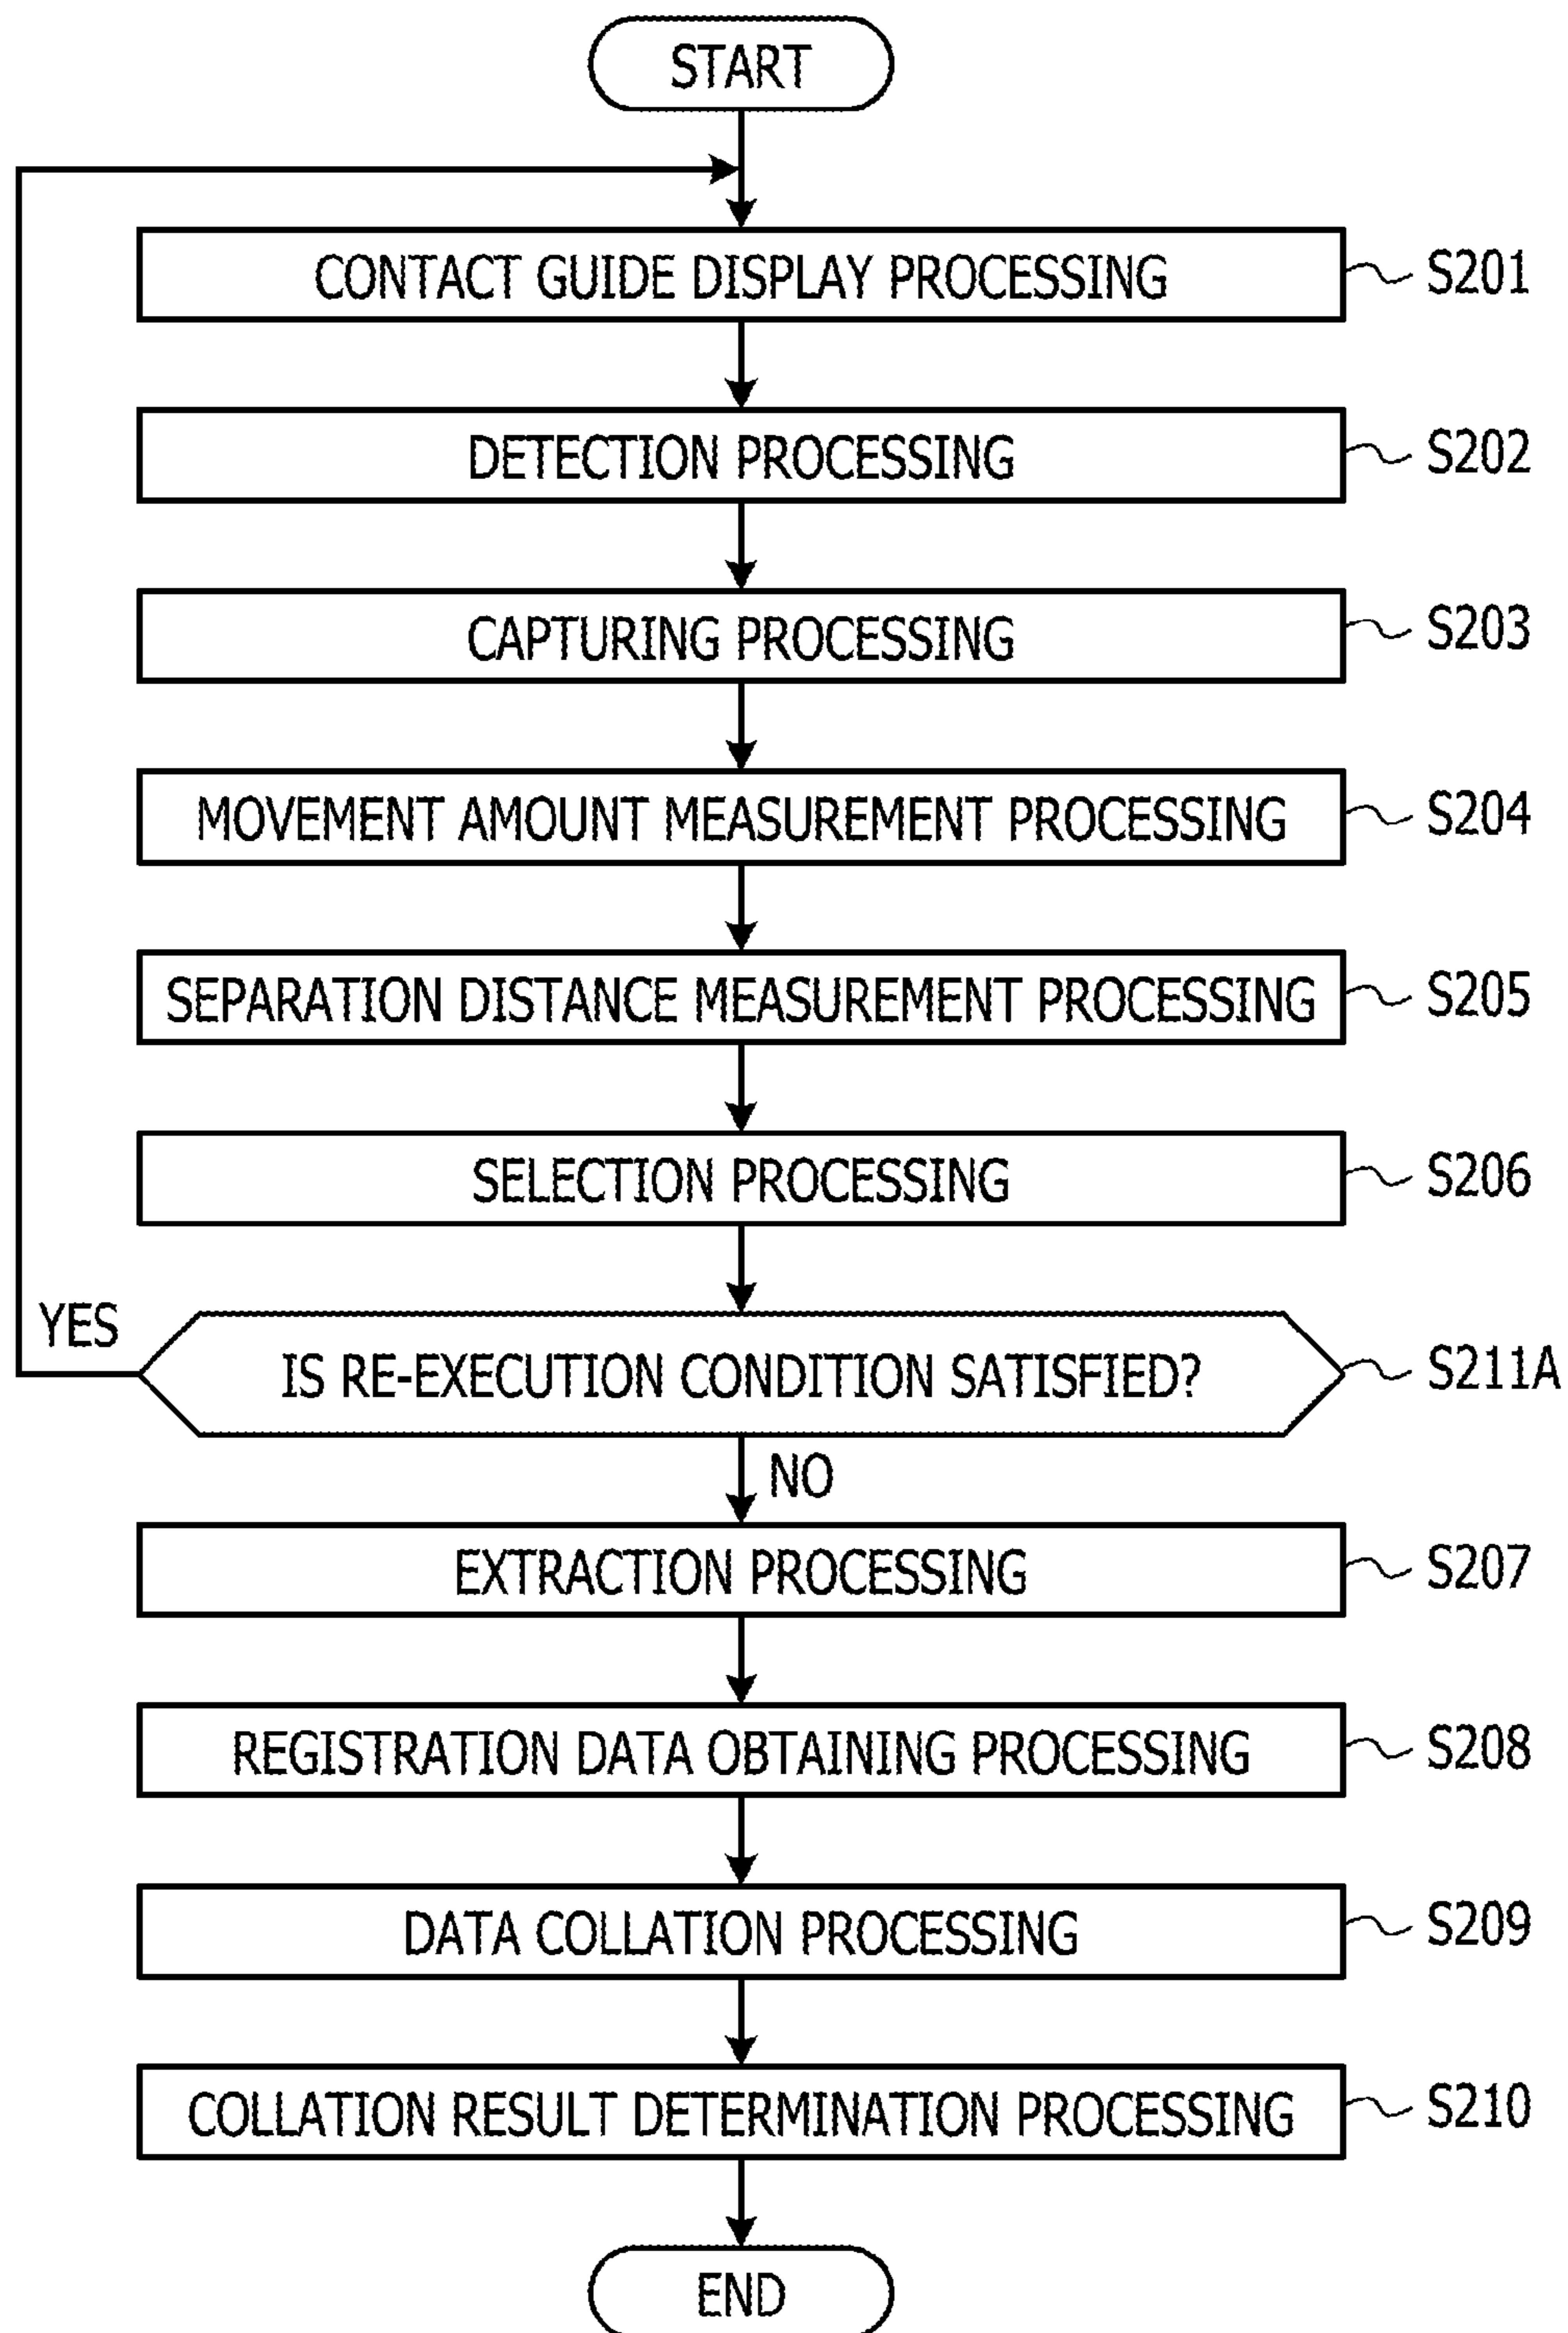 START
CONTACT GUIDE DISPLAY PROCESSING S201
DETECTION PROCESSING S202
CAPTURING PROCESSING S203
MOVEMENT AMOUNT MEASUREMENT PROCESSING S204
SEPARATION DISTANCE MEASUREMENT PROCESSING S205
SELECTION PROCESSING S206
YES
IS RE-EXECUTION CONDITION SATISFIED? S211A
NO
EXTRACTION PROCESSING S207
REGISTRATION DATA OBTAINING PROCESSING S208
DATA COLLATION PROCESSING S209
COLLATION RESULT DETERMINATION PROCESSING S210
END